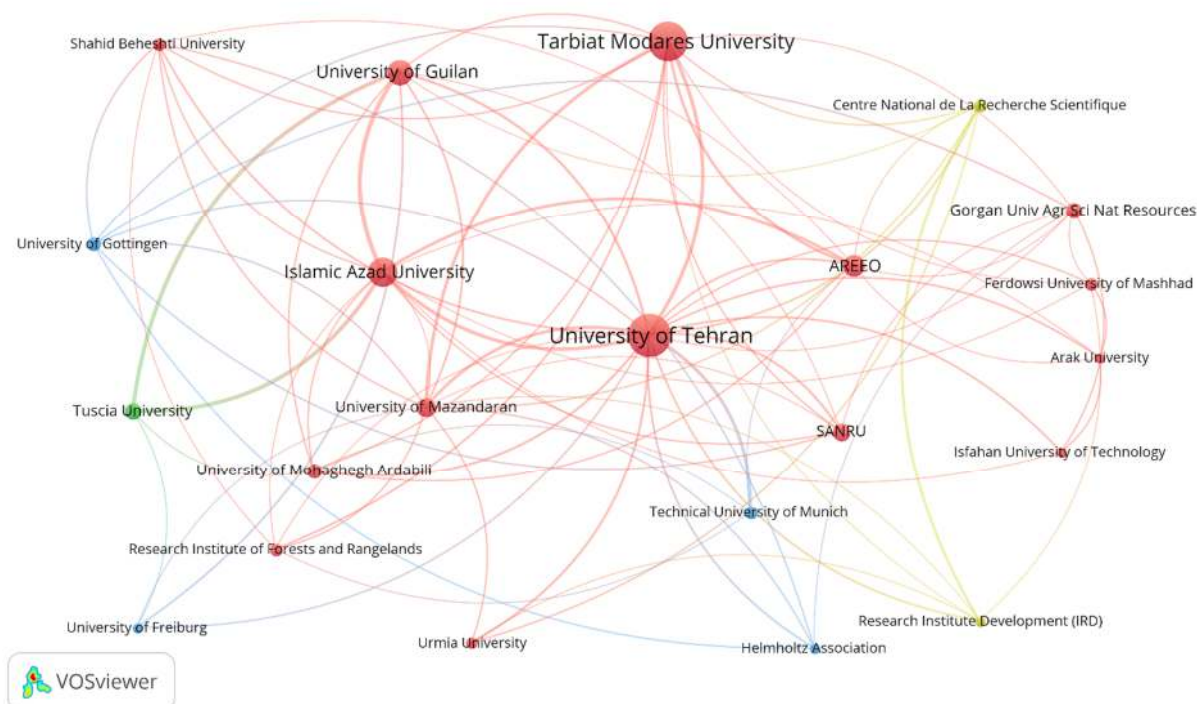 Tarbiat Modares University
Shahid Beheshti University
University of Guilan
Centre National de La Recherche Scientifique
Gorgan Univ Agr Sci Nat Resources
University of Gottingen
Islamic Azad University
AREEO
Ferdowsi University of Mashhad
University of Tehran
Arak University
Tuscia University
University of Mazandaran
SANRU
Isfahan University of Technology
University of Mohaghegh Ardabili
Technical University of Munich
Research Institute of Forests and Rangelands
Research Institute Development (IRD)
University of Freiburg
Urmia University
Helmholtz Association
VOSviewer